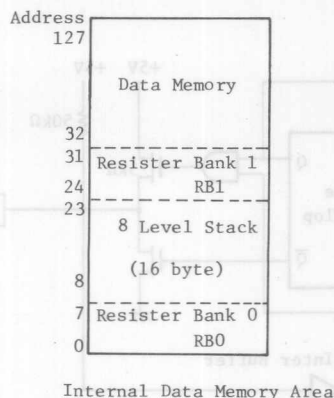 Address
127
Data Memory
32
31
Resister Bank 1
RB1
24
23
8 Level Stack
(16 byte)
8
7
Resister Bank 0
RB0
0
Internal Data Memory Area